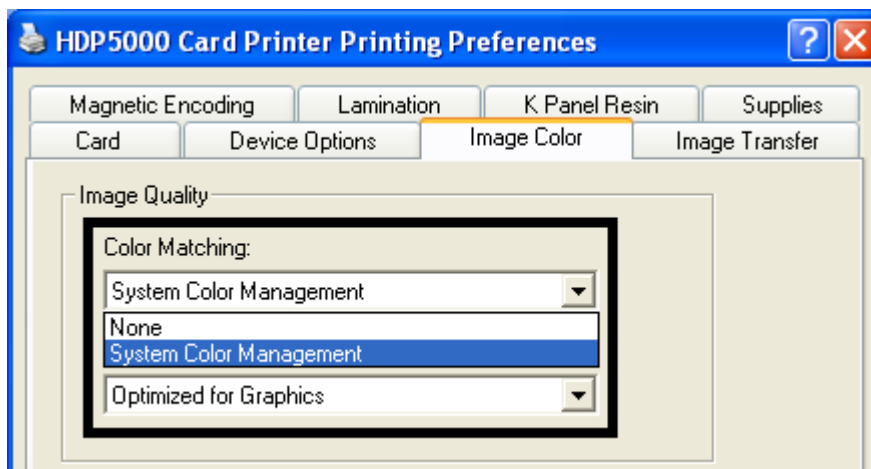 HDP5000 Card Printer Printing Preferences
Magnetic Encoding Lamination K Panel Resin Supplies
Card Device Options Image Color Image Transfer
Image Quality
Color Matching:
System Color Management
None
System Color Management
Optimized for Graphics